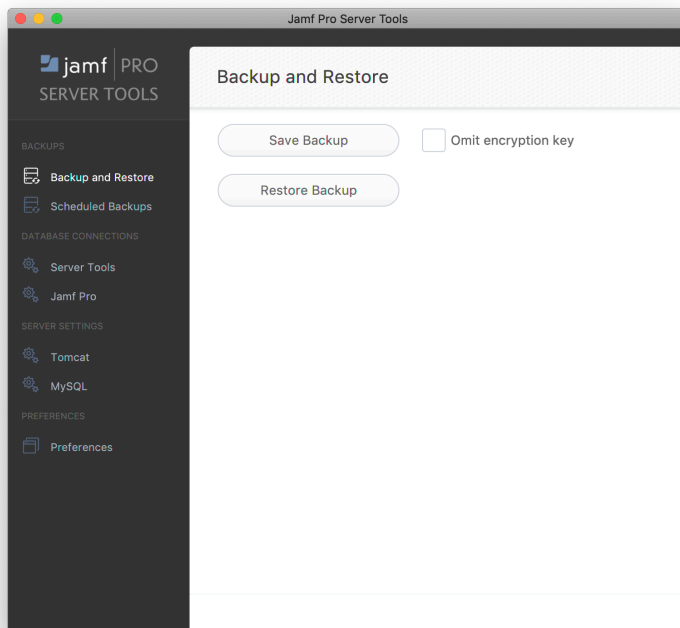 Jamf Pro Server Tools
jamf PRO
SERVER TOOLS
BACKUPS
Backup and Restore
Scheduled Backups
DATABASE CONNECTIONS
Server Tools
Jamf Pro
SERVER SETTINGS
Tomcat
MySQL
PREFERENCES
Preferences
Backup and Restore
Save Backup
Omit encryption key
Restore Backup